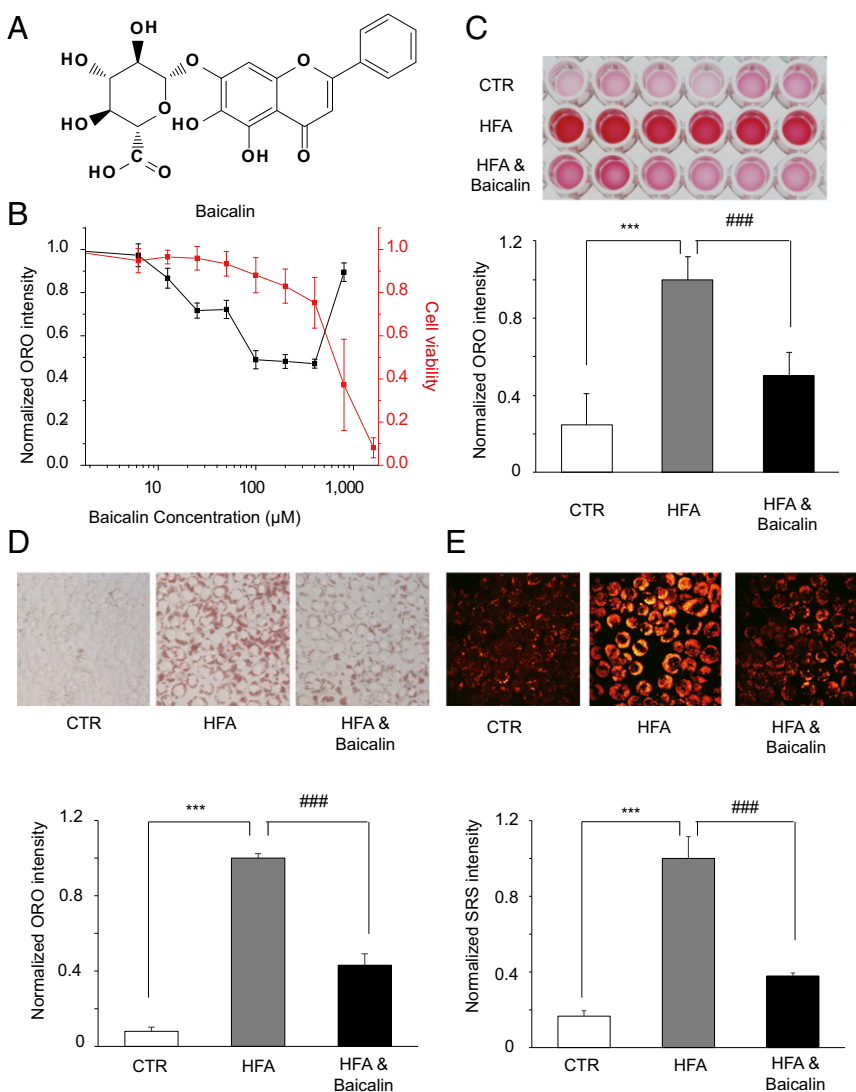 A
OH
HO
HO
HO
O
O
O
HO
O
HO
OH
O
Baicalin
B
Normalized ORO intensity
1.0
0.8
0.6
0.4
0.2
0.0
1.0
0.8
0.6
0.4
0.2
0.0
Cell viability
10
100
1,000
Baicalin Concentration (µM)
C
CTR
HFA
HFA &
Baicalin
***
###
Normalized ORO intensity
1.2
0.8
0.4
0
CTR
HFA
HFA &
Baicalin
D
CTR
HFA
HFA &
Baicalin
***
###
Normalized ORO intensity
1.2
0.8
0.4
0
CTR
HFA
HFA &
Baicalin
E
CTR
HFA
HFA &
Baicalin
***
###
Normalized SRS intensity
1.2
0.8
0.4
0
CTR
HFA
HFA &
Baicalin